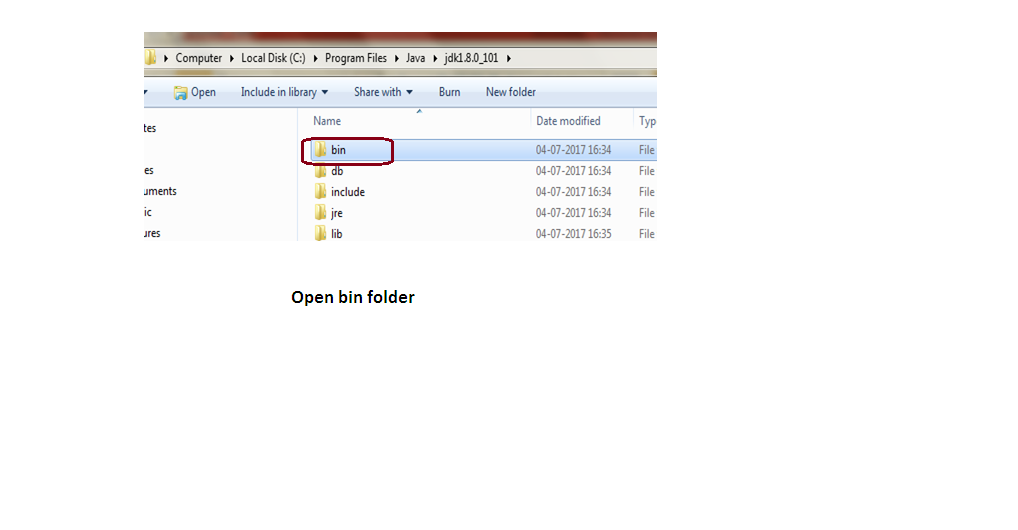 Computer Local Disk (C:) Program Files Java jdk1.8.0_101
Open Include in library Share with Burn New folder
Name Date modified Typ
tes
bin 04-07-2017 16:34 File
es db 04-07-2017 16:34 File
uments include 04-07-2017 16:34 File
ic jre 04-07-2017 16:34 File
ures lib 04-07-2017 16:35 File
Open bin folder